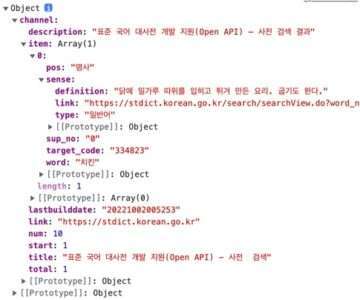 Object
channel:
description: "표준 국어 대사전 개발 지원(Open API) – 사전 검색 결과"
item: Array(1)
0:
pos: "명사"
sense:
definition: "닭에 밀가루 따위를 입히고 튀겨 만든 요리. 굽기도 한다."
link: "https://stdict.korean.go.kr/search/searchView.do?word_n
type: "일반어"
[[Prototype]]: Object
sup_no: "0"
target_code: "334823"
word: "치킨"
[[Prototype]]: Object
length: 1
[[Prototype]]: Array(0)
lastbuilddate: "20221002005253"
link: "https://stdict.korean.go.kr"
num: 10
start: 1
title: "표준 국어 대사전 개발 지원(Open API) – 사전 검색"
total: 1
[[Prototype]]: Object
[[Prototype]]: Object